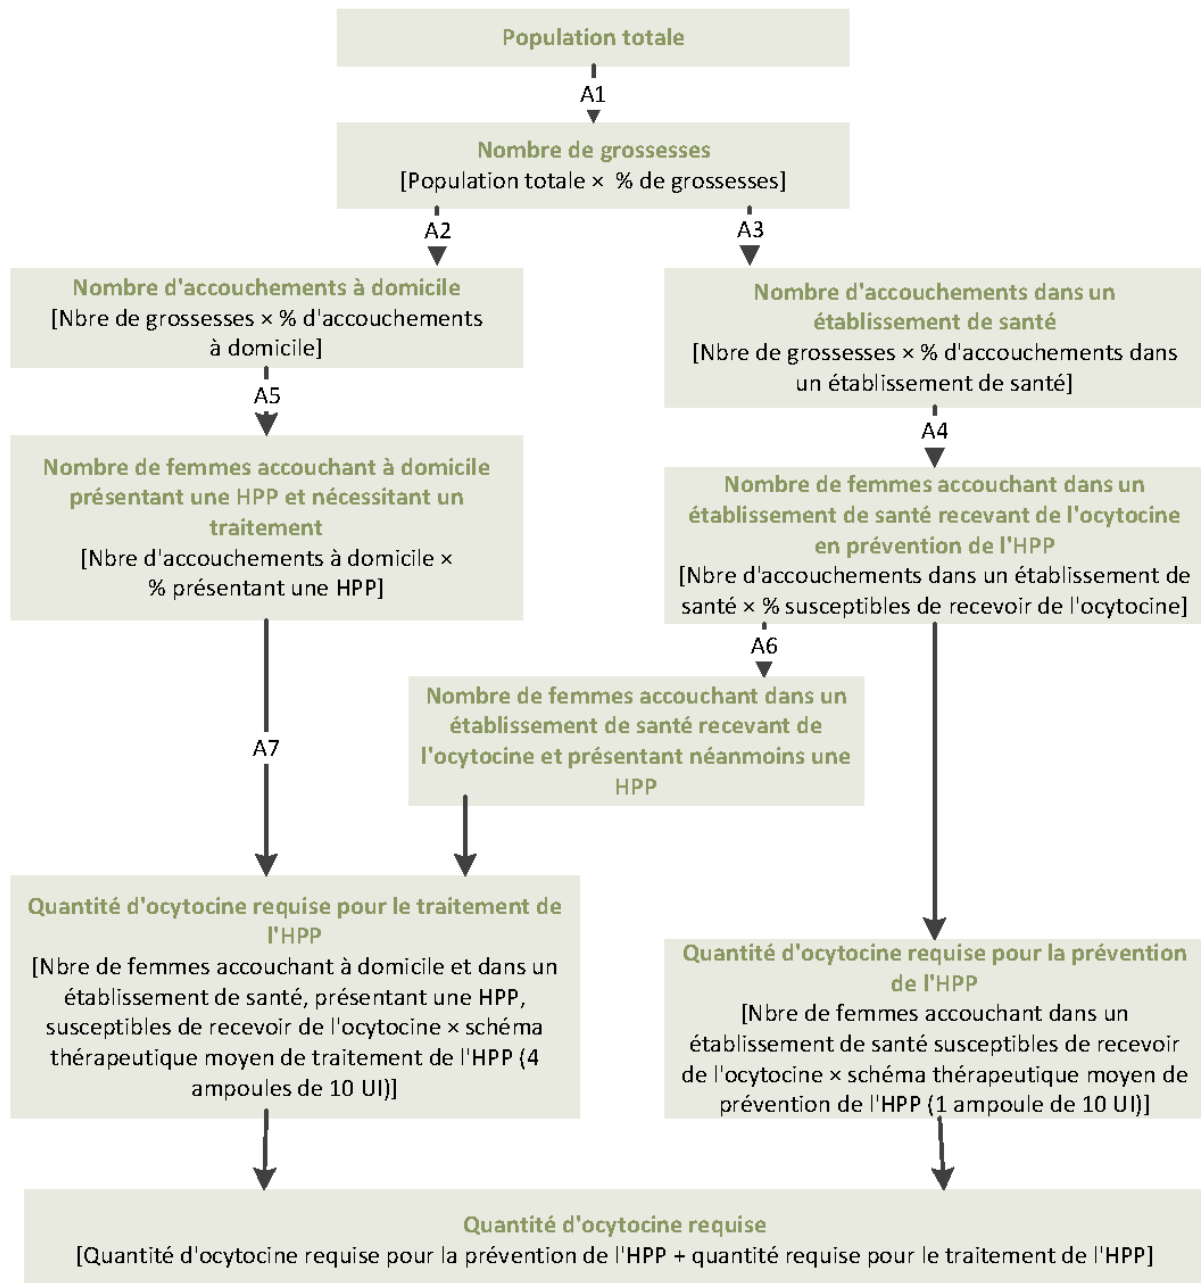 Population totale
A1
Nombre de grossesses
[Population totale × % de grossesses]
A2
A3
Nombre d'accouchements à domicile
[Nbre de grossesses × % d'accouchements
à domicile]
Nombre d'accouchements dans un
établissement de santé
[Nbre de grossesses × % d'accouchements dans
un établissement de santé]
A5
A4
Nombre de femmes accouchant à domicile
présentant une HPP et nécessitant un
traitement
[Nbre d'accouchements à domicile ×
% présentant une HPP]
Nombre de femmes accouchant dans un
établissement de santé recevant de l'ocytocine
en prévention de l'HPP
[Nbre d'accouchements dans un établissement de
santé × % susceptibles de recevoir de l'ocytocine]
A6
Nombre de femmes accouchant dans un
établissement de santé recevant de
l'ocytocine et présentant néanmoins une
HPP
A7
Quantité d'ocytocine requise pour le traitement de
l'HPP
[Nbre de femmes accouchant à domicile et dans un
établissement de santé, présentant une HPP,
susceptibles de recevoir de l'ocytocine × schéma
thérapeutique moyen de traitement de l'HPP (4
ampoules de 10 UI)]
Quantité d'ocytocine requise pour la prévention
de l'HPP
[Nbre de femmes accouchant dans un
établissement de santé susceptibles de recevoir
de l'ocytocine × schéma thérapeutique moyen de
prévention de l'HPP (1 ampoule de 10 UI)]
Quantité d'ocytocine requise
[Quantité d'ocytocine requise pour la prévention de l'HPP + quantité requise pour le traitement de l'HPP]